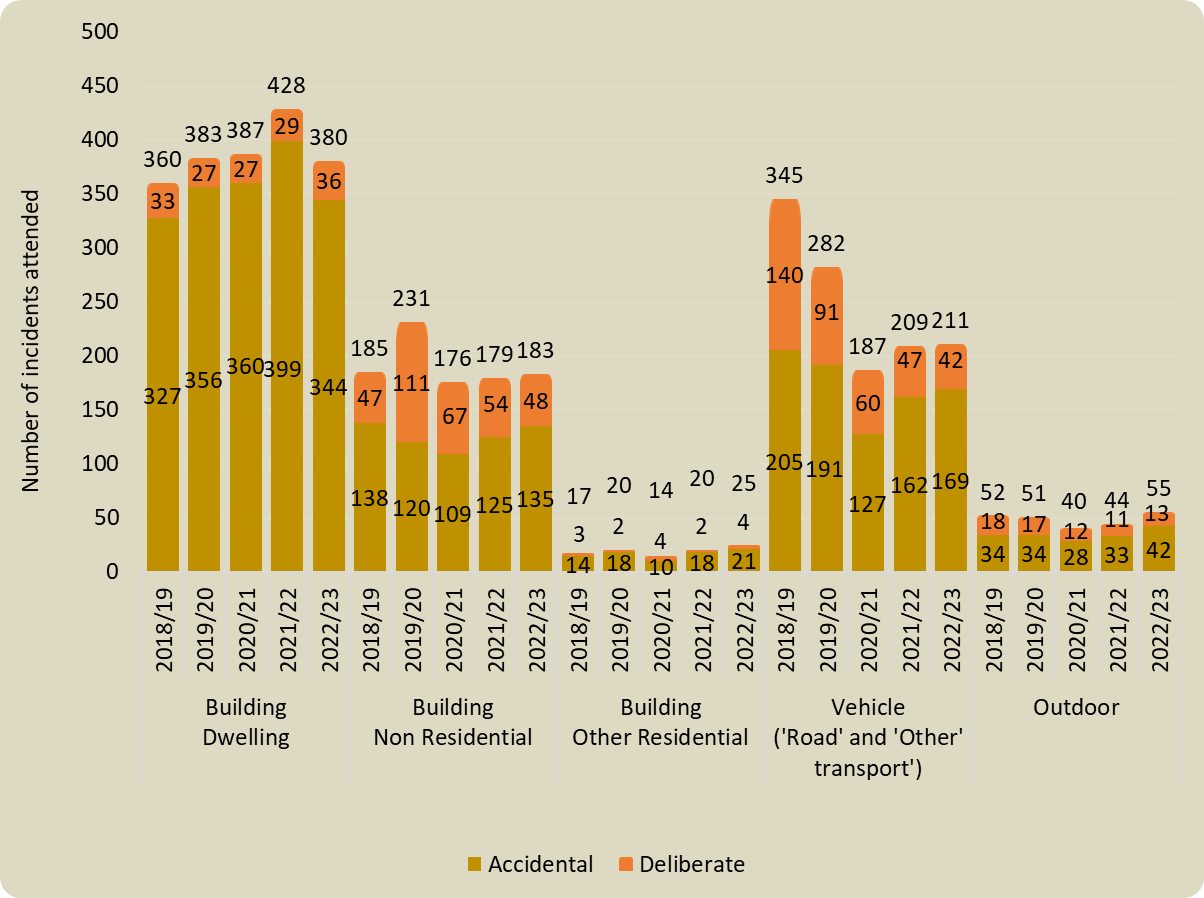 Number of incidents attended
500
450
400
350
300
250
200
150
100
50
0
360 383 387 428 380
33 27 27 29 36
327 356 360 399 344
185 231 176 179 183
47 111 67 54 48
138 120 109 125 135
17 20 14 20 25
3 2 4 2 4
14 18 10 18 21
345 282 187 209 211
140 91 60 47 42
205 191 127 162 169
52 51 40 44 55
18 17 12 11 13
34 34 28 33 42
2018/19 2019/20 2020/21 2021/22 2022/23
2018/19 2019/20 2020/21 2021/22 2022/23
2018/19 2019/20 2020/21 2021/22 2022/23
2018/19 2019/20 2020/21 2021/22 2022/23
2018/19 2019/20 2020/21 2021/22 2022/23
Building
Dwelling
Building
Non Residential
Building
Other Residential
Vehicle
('Road' and 'Other'
transport')
Outdoor
Accidental
Deliberate